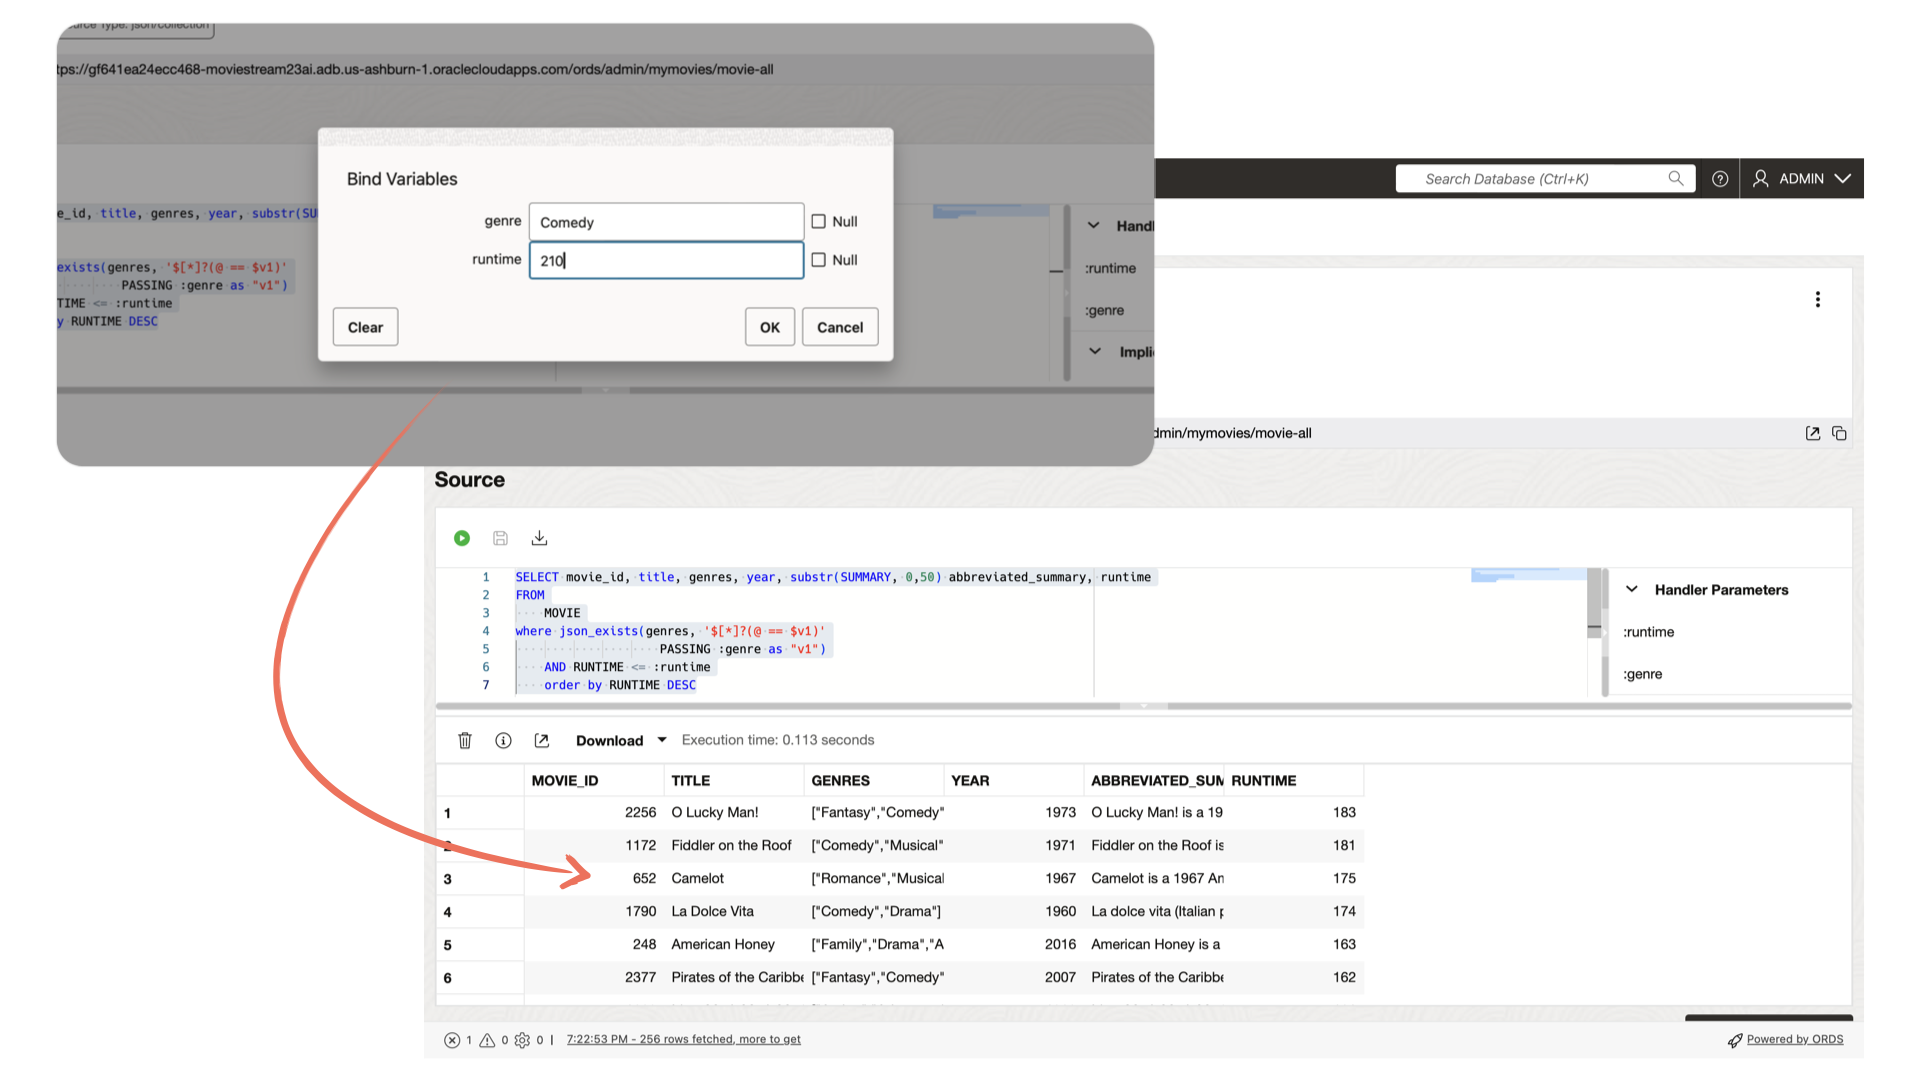 ource Type: json/collection
tps://gf641ea24ecc468-moviestream23ai.adb.us-ashburn-1.oraclecloudapps.com/ords/admin/mymovies/movie-all
Bind Variables
genre Comedy Null
runtime 210 Null
Clear OK Cancel
e_id, title, genres, year, substr(SU
exists(genres, '$[*]?(@ == $v1)'
PASSING :genre as "v1")
TIME <= :runtime
y RUNTIME DESC
Handl
:runtime
:genre
Impli
Search Database (Ctrl+K) ADMIN
dmin/mymovies/movie-all
Source
1 SELECT movie_id, title, genres, year, substr(SUMMARY, 0,50) abbreviated_summary, runtime
2 FROM
3 MOVIE
4 where json_exists(genres, '$[*]?(@ == $v1)'
5 PASSING :genre as "v1")
6 AND RUNTIME <= :runtime
7 order by RUNTIME DESC
Handler Parameters
:runtime
:genre
Download Execution time: 0.113 seconds
MOVIE_ID TITLE GENRES YEAR ABBREVIATED_SUM RUNTIME
1 2256 O Lucky Man! ["Fantasy","Comedy" 1973 O Lucky Man! is a 19 183
2 1172 Fiddler on the Roof ["Comedy","Musical" 1971 Fiddler on the Roof is 181
3 652 Camelot ["Romance","Musical 1967 Camelot is a 1967 An 175
4 1790 La Dolce Vita ["Comedy","Drama"] 1960 La dolce vita (Italian p 174
5 248 American Honey ["Family","Drama","A 2016 American Honey is a 163
6 2377 Pirates of the Caribbe ["Fantasy","Comedy" 2007 Pirates of the Caribbe 162
1 0 0 | 7:22:53 PM - 256 rows fetched, more to get
Powered by ORDS